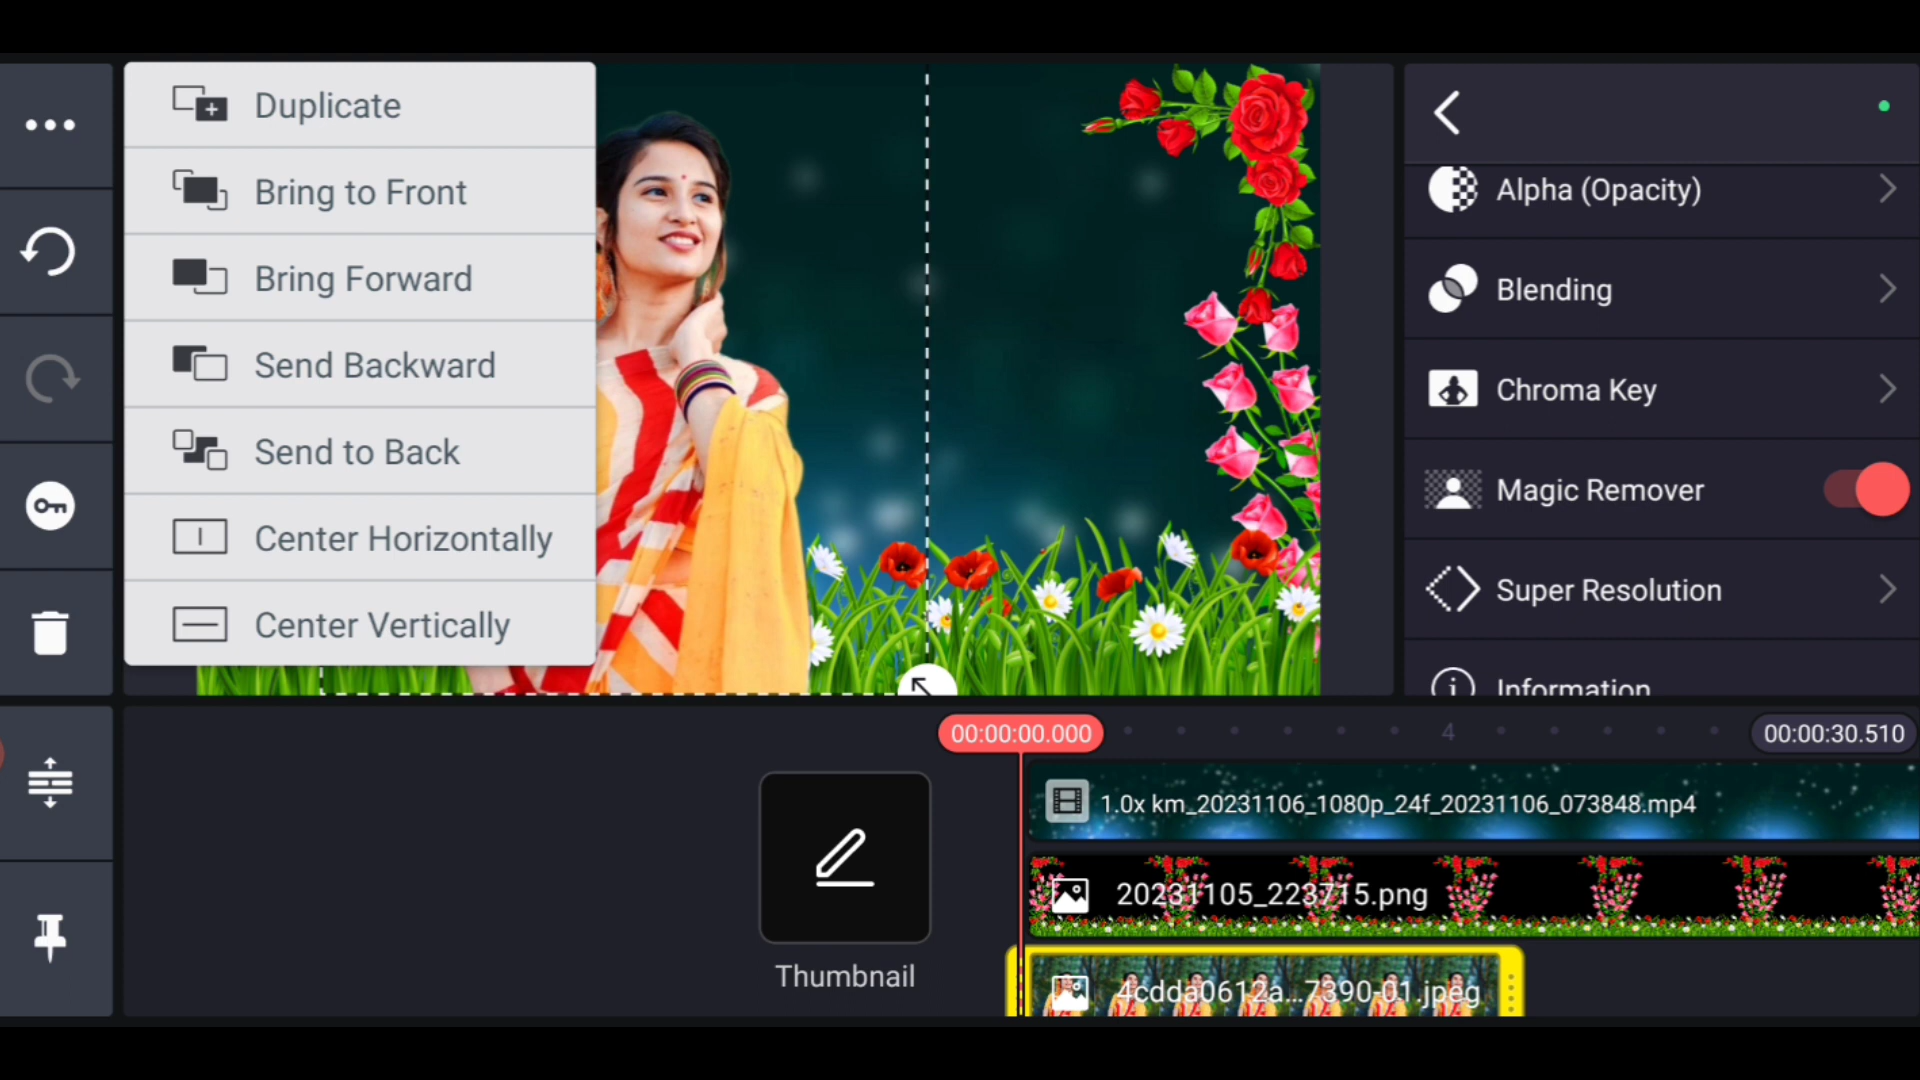 Duplicate
Bring to Front
Bring Forward
Send Backward
Send to Back
Center Horizontally
Center Vertically
Alpha (Opacity)
Blending
Chroma Key
Magic Remover
Super Resolution
Information
00:00:00.000
4
00:00:30.510
1.0x km_20231106_1080p_24f_20231106_073848.mp4
20231105_223715.png
4cdda0612a...7390-01.jpeg
Thumbnail